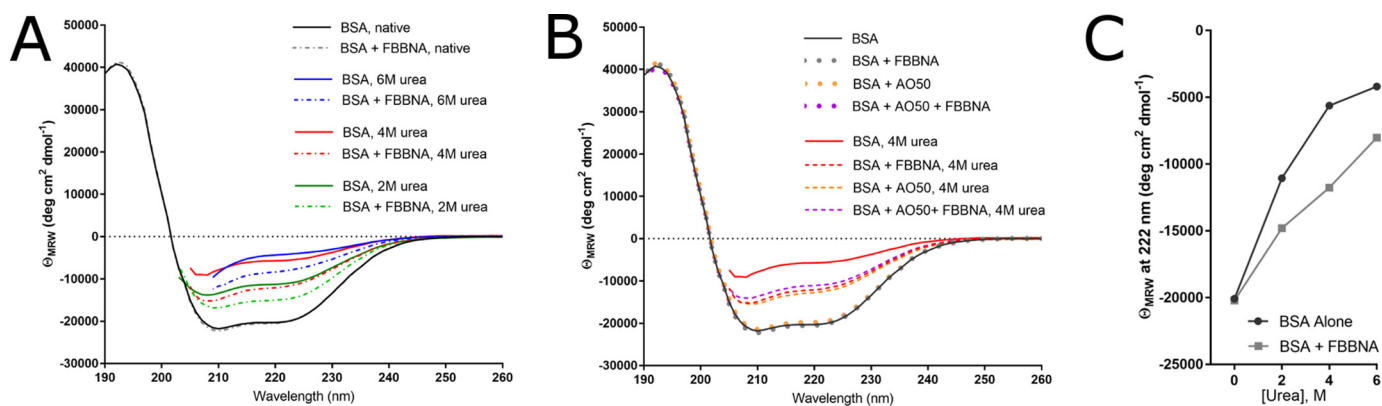 A
50000
40000
30000
20000
10000
0
-10000
-20000
-30000
190
200
210
220
230
240
250
260
Wavelength (nm)
ΘMRW (deg cm2 dmol-1)
BSA, native
BSA + FBBNA, native
BSA, 6M urea
BSA + FBBNA, 6M urea
BSA, 4M urea
BSA + FBBNA, 4M urea
BSA, 2M urea
BSA + FBBNA, 2M urea
B
50000
40000
30000
20000
10000
0
-10000
-20000
-30000
190
200
210
220
230
240
250
260
Wavelength (nm)
ΘMRW (deg cm2 dmol-1)
BSA
BSA + FBBNA
BSA + AO50
BSA + AO50 + FBBNA
BSA, 4M urea
BSA + FBBNA, 4M urea
BSA + AO50, 4M urea
BSA + AO50+ FBBNA, 4M urea
C
0
-5000
-10000
-15000
-20000
-25000
0
2
4
6
[Urea], M
ΘMRW at 222 nm (deg cm2 dmol-1)
BSA Alone
BSA + FBBNA